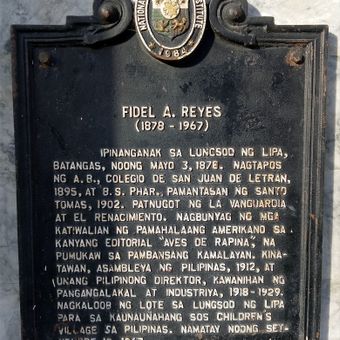 NATIONAL
INSTITUTE
1984
FIDEL A. REYES
(1878 - 1967)
IPINANGANAK SA LUNGSOD NG LIPA,
BATANGAS, NOONG MAYO 3, 1878. NAGTAPOS
NG A.B., COLEGIO DE SAN JUAN DE LETRAN,
1895, AT B.S. PHAR., PAMANTASAN NG SANTO
TOMAS, 1902. PATNUGOT NG LA VANGUARDIA
AT EL RENACIMIENTO. NAGBUNYAG NG MGA
KATIWALIAN NG PAMAHALAANG AMERIKANO SA
KANYANG EDITORIAL "AVES DE RAPIÑA," NA
PUMUKAW SA PAMBANSANG KAMALAYAN. KINA-
TAWAN, ASAMBLEYA NG PILIPINAS, 1912, AT
UNANG PILIPINONG DIREKTOR, KAWANIHAN NG
PANGANGALAKAL AT INDUSTRIYA, 1918-1929.
NAGKALOOB NG LOTE SA LUNGSOD NG LIPA
PARA SA KAUNAUNAHANG SOS CHILDREN'S
VILLAGE SA PILIPINAS. NAMATAY NOONG SET-